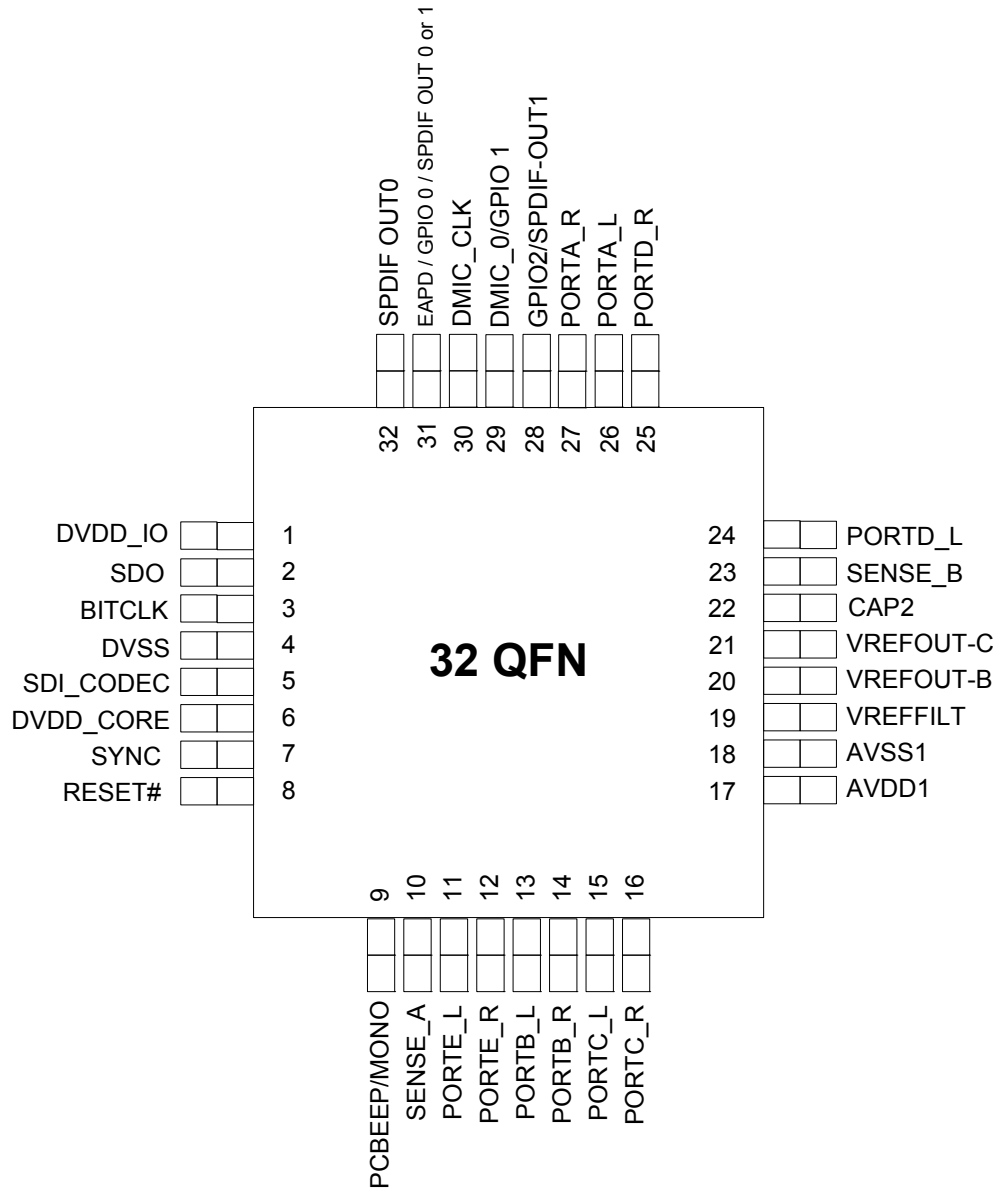 SPDIF OUT0
EAPD / GPIO 0 / SPDIF OUT 0 or 1
DMIC_CLK
DMIC_0/GPIO 1
GPIO2/SPDIF-OUT1
PORTA_R
PORTA_L
PORTD_R
32
31
30
29
28
27
26
25
DVDD_IO 1
SDO 2
BITCLK 3
DVSS 4
SDI_CODEC 5
DVDD_CORE 6
SYNC 7
RESET# 8
32 QFN
24 PORTD_L
23 SENSE_B
22 CAP2
21 VREFOUT-C
20 VREFOUT-B
19 VREFFILT
18 AVSS1
17 AVDD1
9
10
11
12
13
14
15
16
PCBEEP/MONO
SENSE_A
PORTE_L
PORTE_R
PORTB_L
PORTB_R
PORTC_L
PORTC_R